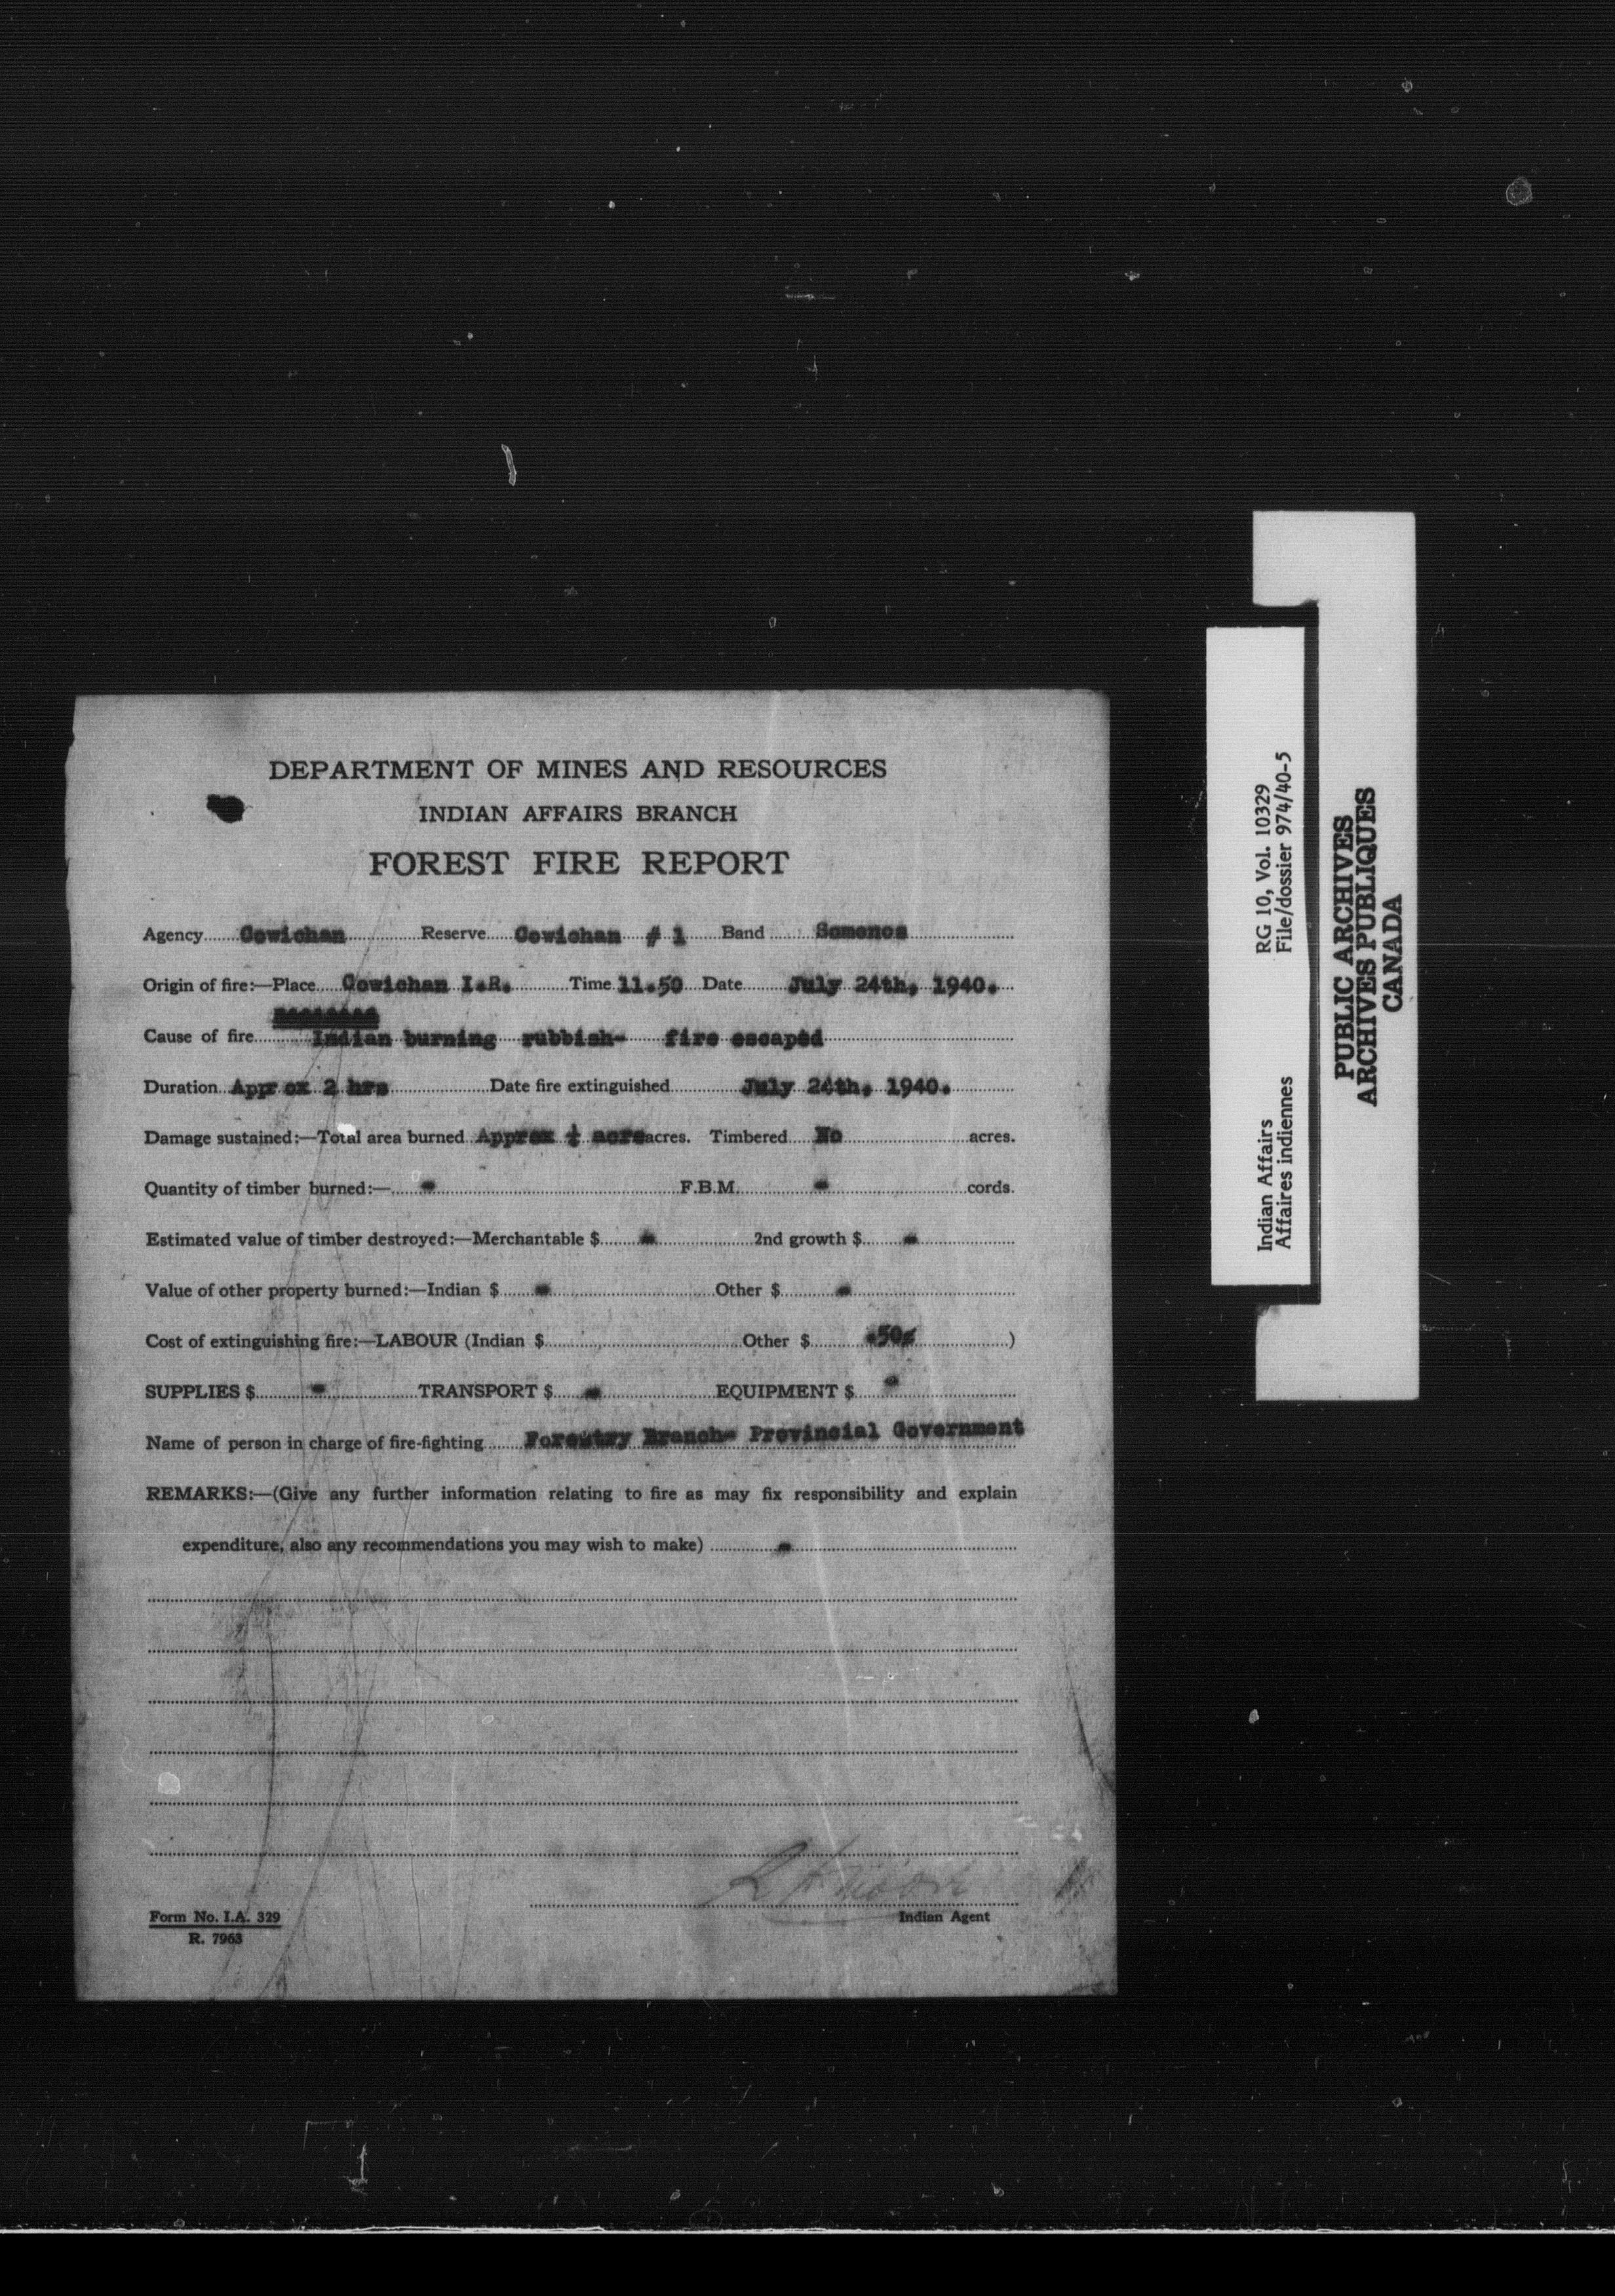 DEPARTMENT OF MINES AND RESOURCES
INDIAN AFFAIRS BRANCH
FOREST FIRE REPORT
Agency Cowichan Reserve Cowichan # 1 Band Somenos
Origin of fire:—Place Cowichan I.R. Time 11.50 Date July 24th, 1940.
Cause of fire Indian burning rubbish- fire escaped
Duration Approx 2 hrs Date fire extinguished July 24th, 1940.
Damage sustained:—Total area burned Approx acre acres. Timbered No acres.
Quantity of timber burned:— - F.B.M. - cords.
Estimated value of timber destroyed:—Merchantable $ - 2nd growth $ -
Value of other property burned:—Indian $ - Other $ -
Cost of extinguishing fire:—LABOUR (Indian $ Other $ .50¢ )
SUPPLIES $ - TRANSPORT $ - EQUIPMENT $ -
Name of person in charge of fire-fighting Forestry Branch- Provincial Government
REMARKS:—(Give any further information relating to fire as may fix responsibility and explain
expenditure, also any recommendations you may wish to make) -
Moore
Indian Agent
Form No. I.A. 329
R. 7963
Indian Affairs RG 10, Vol. 10329
Affaires indiennes File/dossier 974/40-5
PUBLIC ARCHIVES
ARCHIVES PUBLIQUES
CANADA